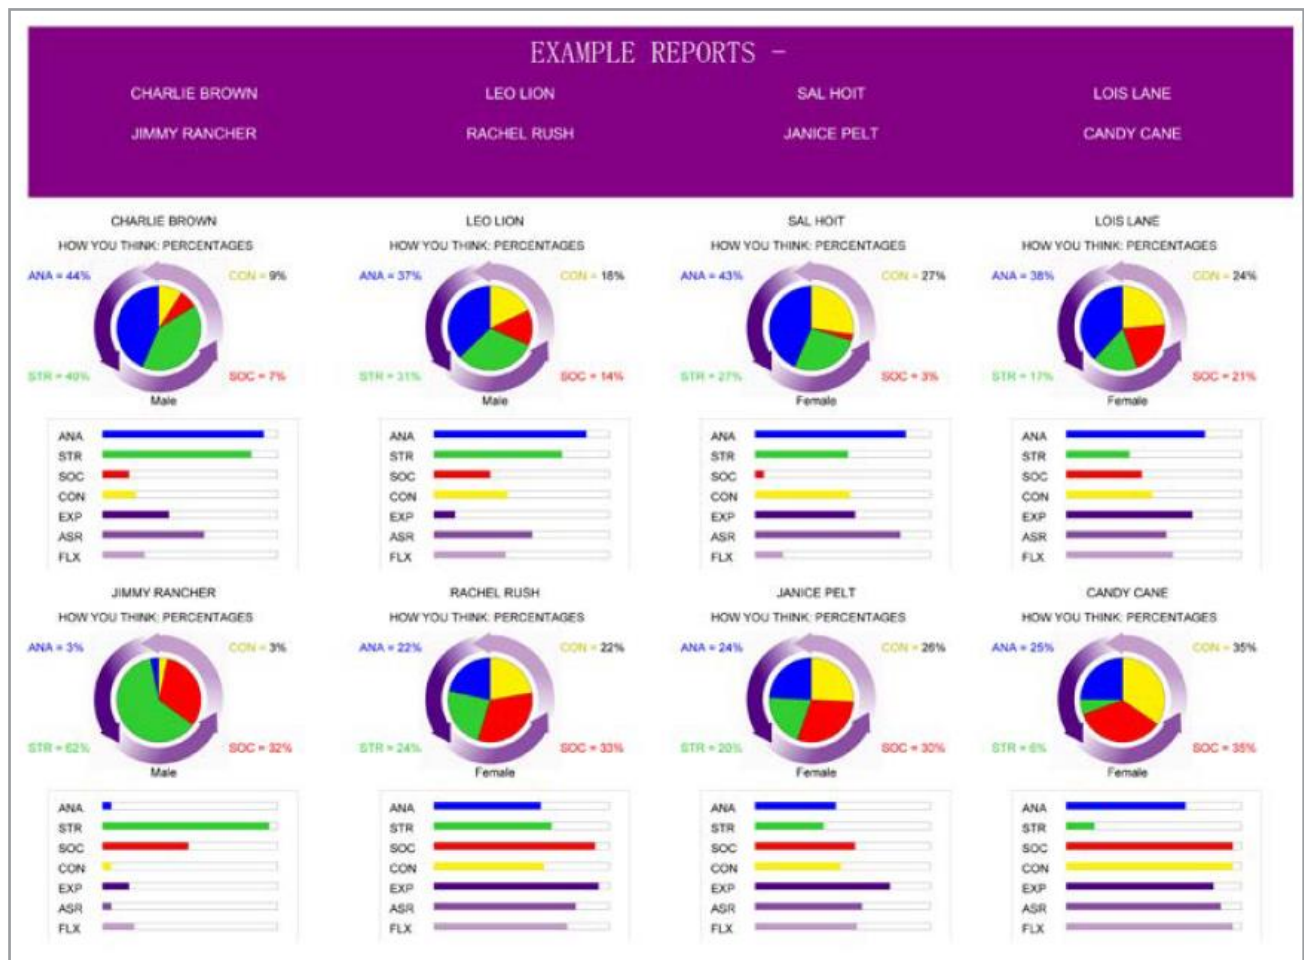 EXAMPLE REPORTS -
CHARLIE BROWN LEO LION SAL HOIT LOIS LANE
JIMMY RANCHER RACHEL RUSH JANICE PELT CANDY CANE
CHARLIE BROWN LEO LION SAL HOIT LOIS LANE
HOW YOU THINK: PERCENTAGES HOW YOU THINK: PERCENTAGES HOW YOU THINK: PERCENTAGES HOW YOU THINK: PERCENTAGES
ANA = 44% CON = 9% ANA = 37% CON = 18% ANA = 43% CON = 27% ANA = 38% CON = 24%
STR = 40% SOC = 7% STR = 31% SOC = 14% STR = 27% SOC = 3% STR = 17% SOC = 21%
Male Male Female Female
ANA ANA ANA ANA
STR STR STR STR
SOC SOC SOC SOC
CON CON CON CON
EXP EXP EXP EXP
ASR ASR ASR ASR
FLX FLX FLX FLX
JIMMY RANCHER RACHEL RUSH JANICE PELT CANDY CANE
HOW YOU THINK: PERCENTAGES HOW YOU THINK: PERCENTAGES HOW YOU THINK: PERCENTAGES HOW YOU THINK: PERCENTAGES
ANA = 3% CON = 3% ANA = 22% CON = 22% ANA = 24% CON = 26% ANA = 25% CON = 35%
STR = 62% SOC = 32% STR = 24% SOC = 33% STR = 20% SOC = 30% STR = 6% SOC = 35%
Male Female Female Female
ANA ANA ANA ANA
STR STR STR STR
SOC SOC SOC SOC
CON CON CON CON
EXP EXP EXP EXP
ASR ASR ASR ASR
FLX FLX FLX FLX